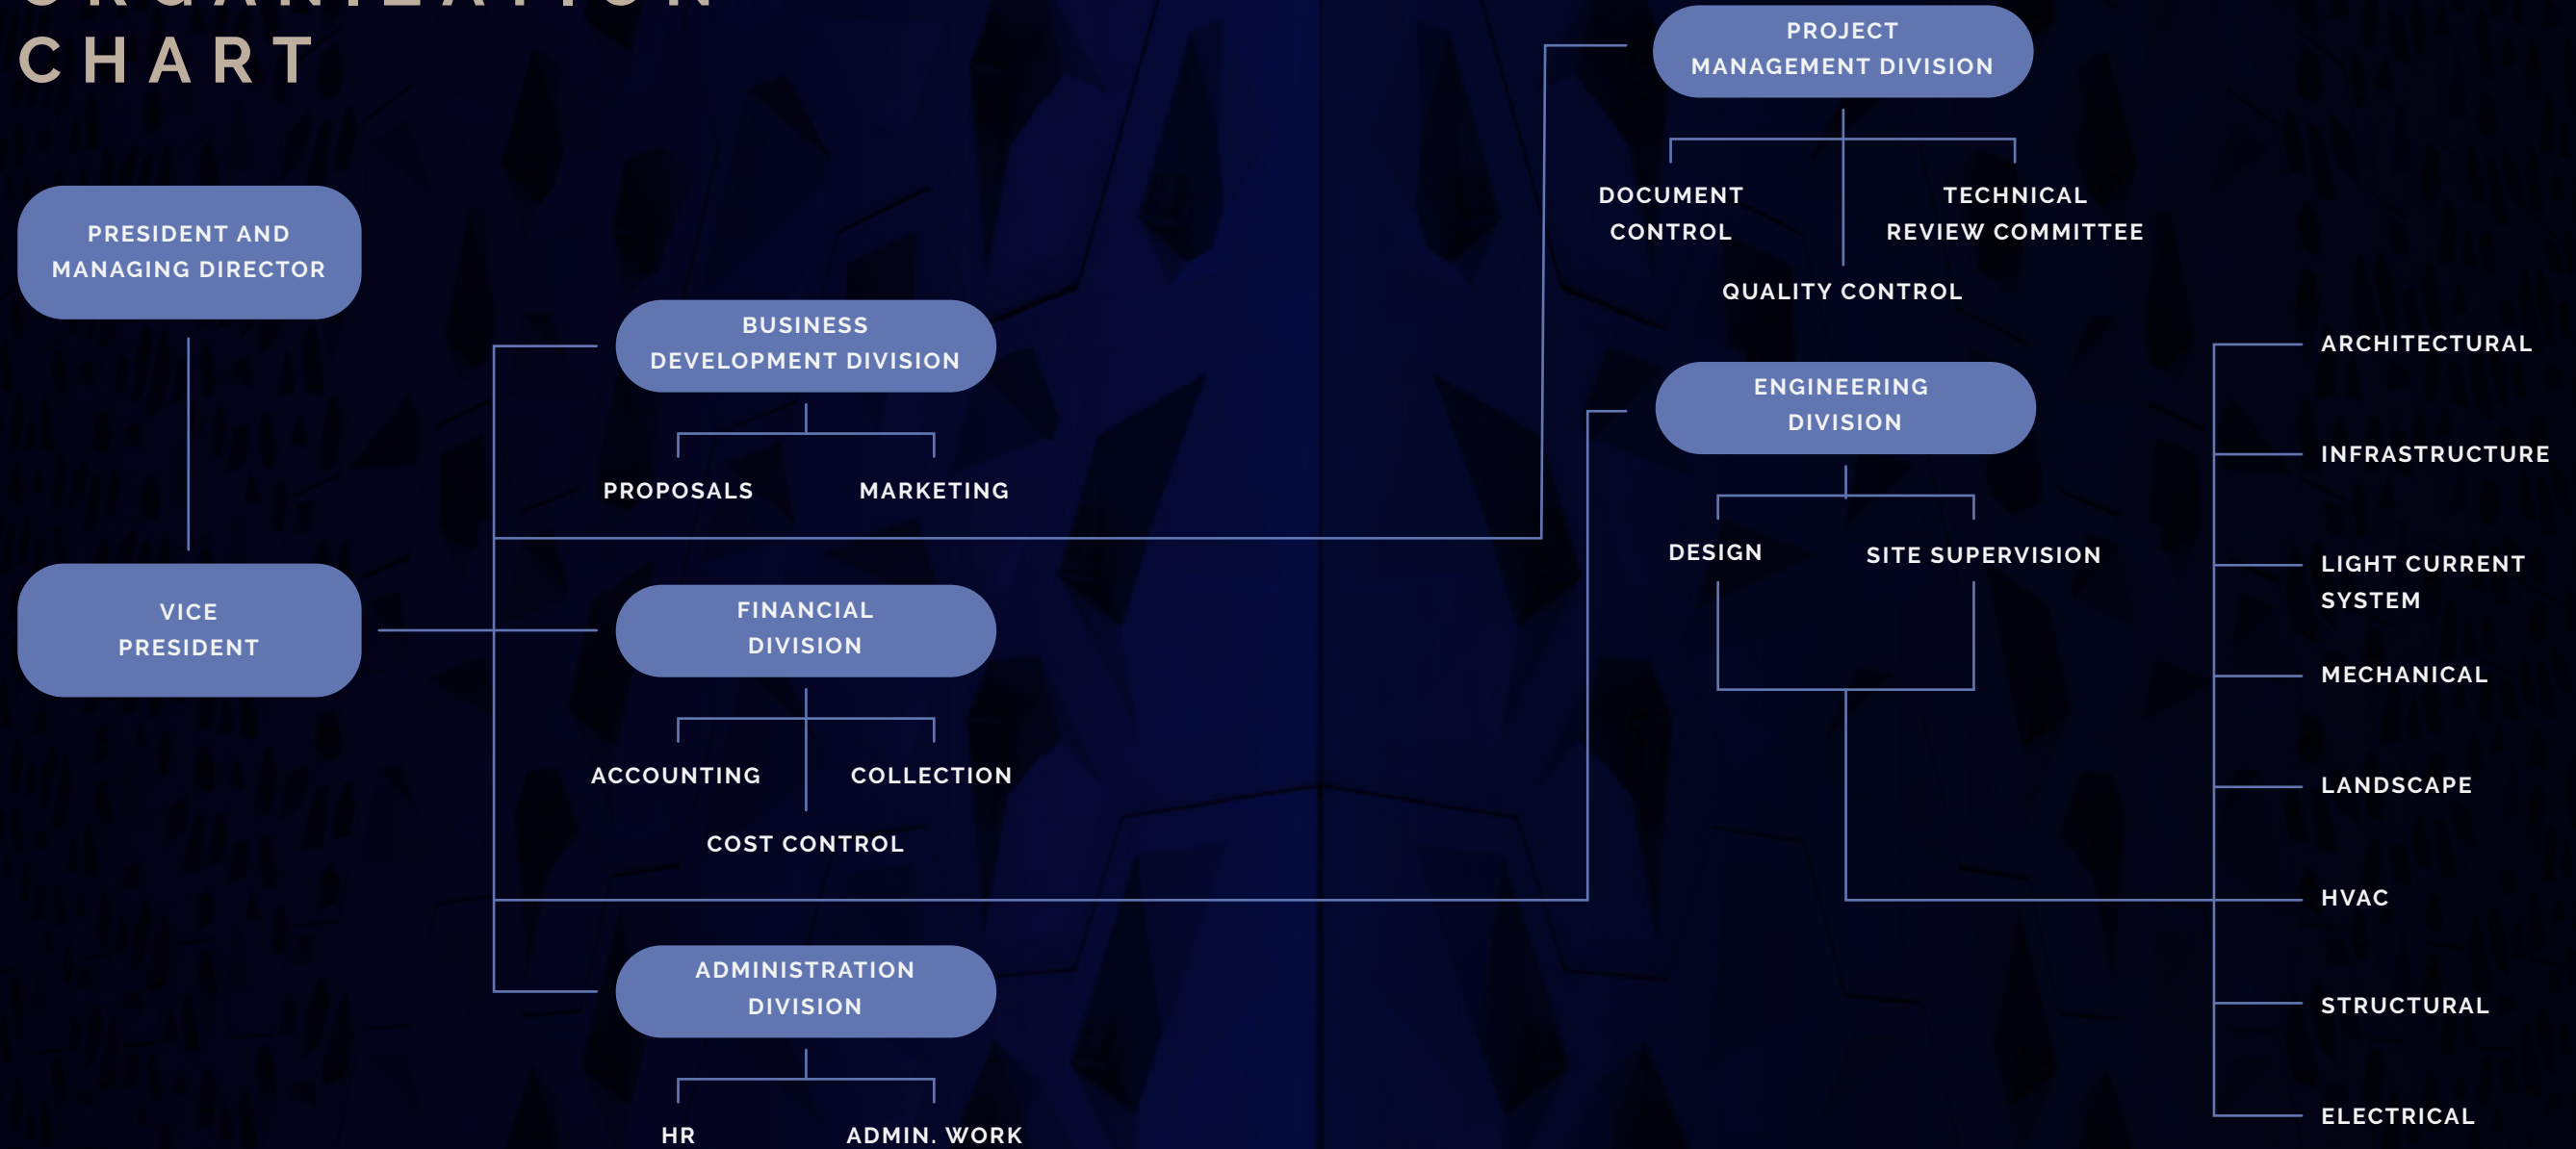 ORGANIZATION
CHART
PRESIDENT AND
MANAGING DIRECTOR
VICE
PRESIDENT
BUSINESS
DEVELOPMENT DIVISION
PROPOSALS
MARKETING
FINANCIAL
DIVISION
ACCOUNTING
COLLECTION
COST CONTROL
ADMINISTRATION
DIVISION
HR
ADMIN. WORK
PROJECT
MANAGEMENT DIVISION
DOCUMENT
CONTROL
TECHNICAL
REVIEW COMMITTEE
QUALITY CONTROL
ENGINEERING
DIVISION
DESIGN
SITE SUPERVISION
ARCHITECTURAL
INFRASTRUCTURE
LIGHT CURRENT
SYSTEM
MECHANICAL
LANDSCAPE
HVAC
STRUCTURAL
ELECTRICAL